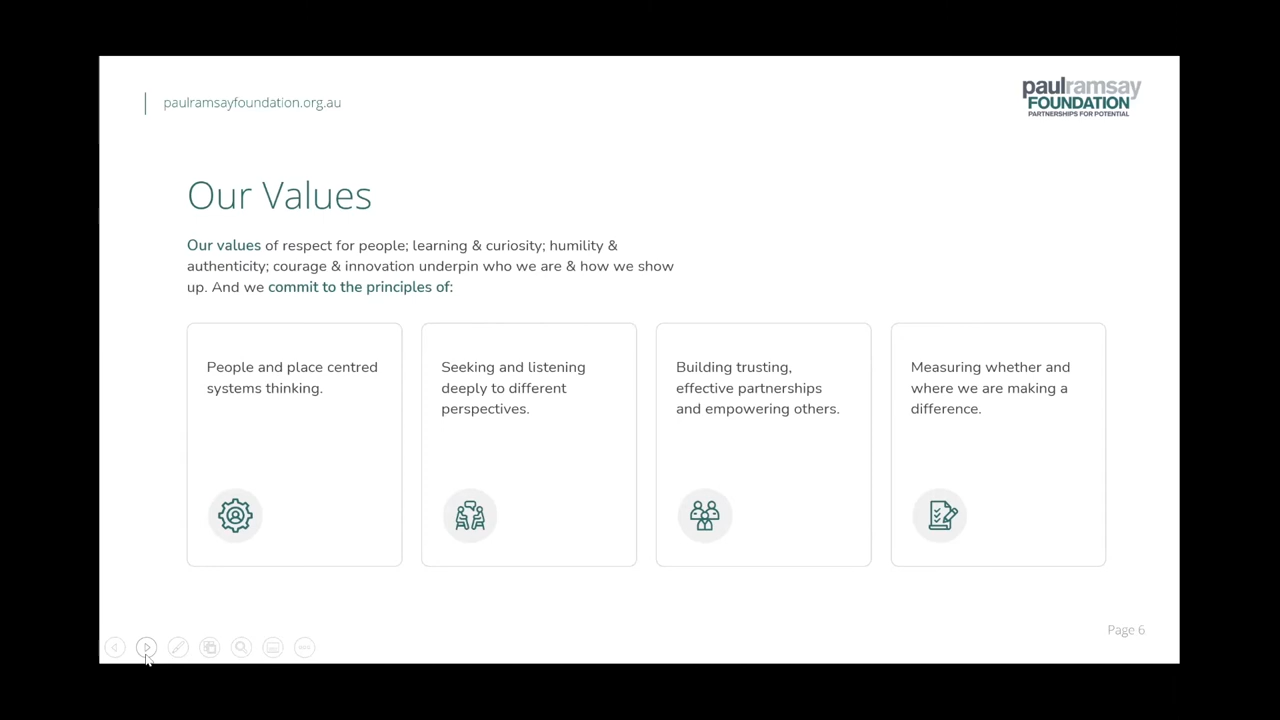 paulramsayfoundation.org.au
paulramsay
FOUNDATION
PARTNERSHIPS FOR POTENTIAL
Our Values
Our values of respect for people; learning & curiosity; humility &
authenticity; courage & innovation underpin who we are & how we show
up. And we commit to the principles of:
People and place centred
systems thinking.
Seeking and listening
deeply to different
perspectives.
Building trusting,
effective partnerships
and empowering others.
Measuring whether and
where we are making a
difference.
Page 6